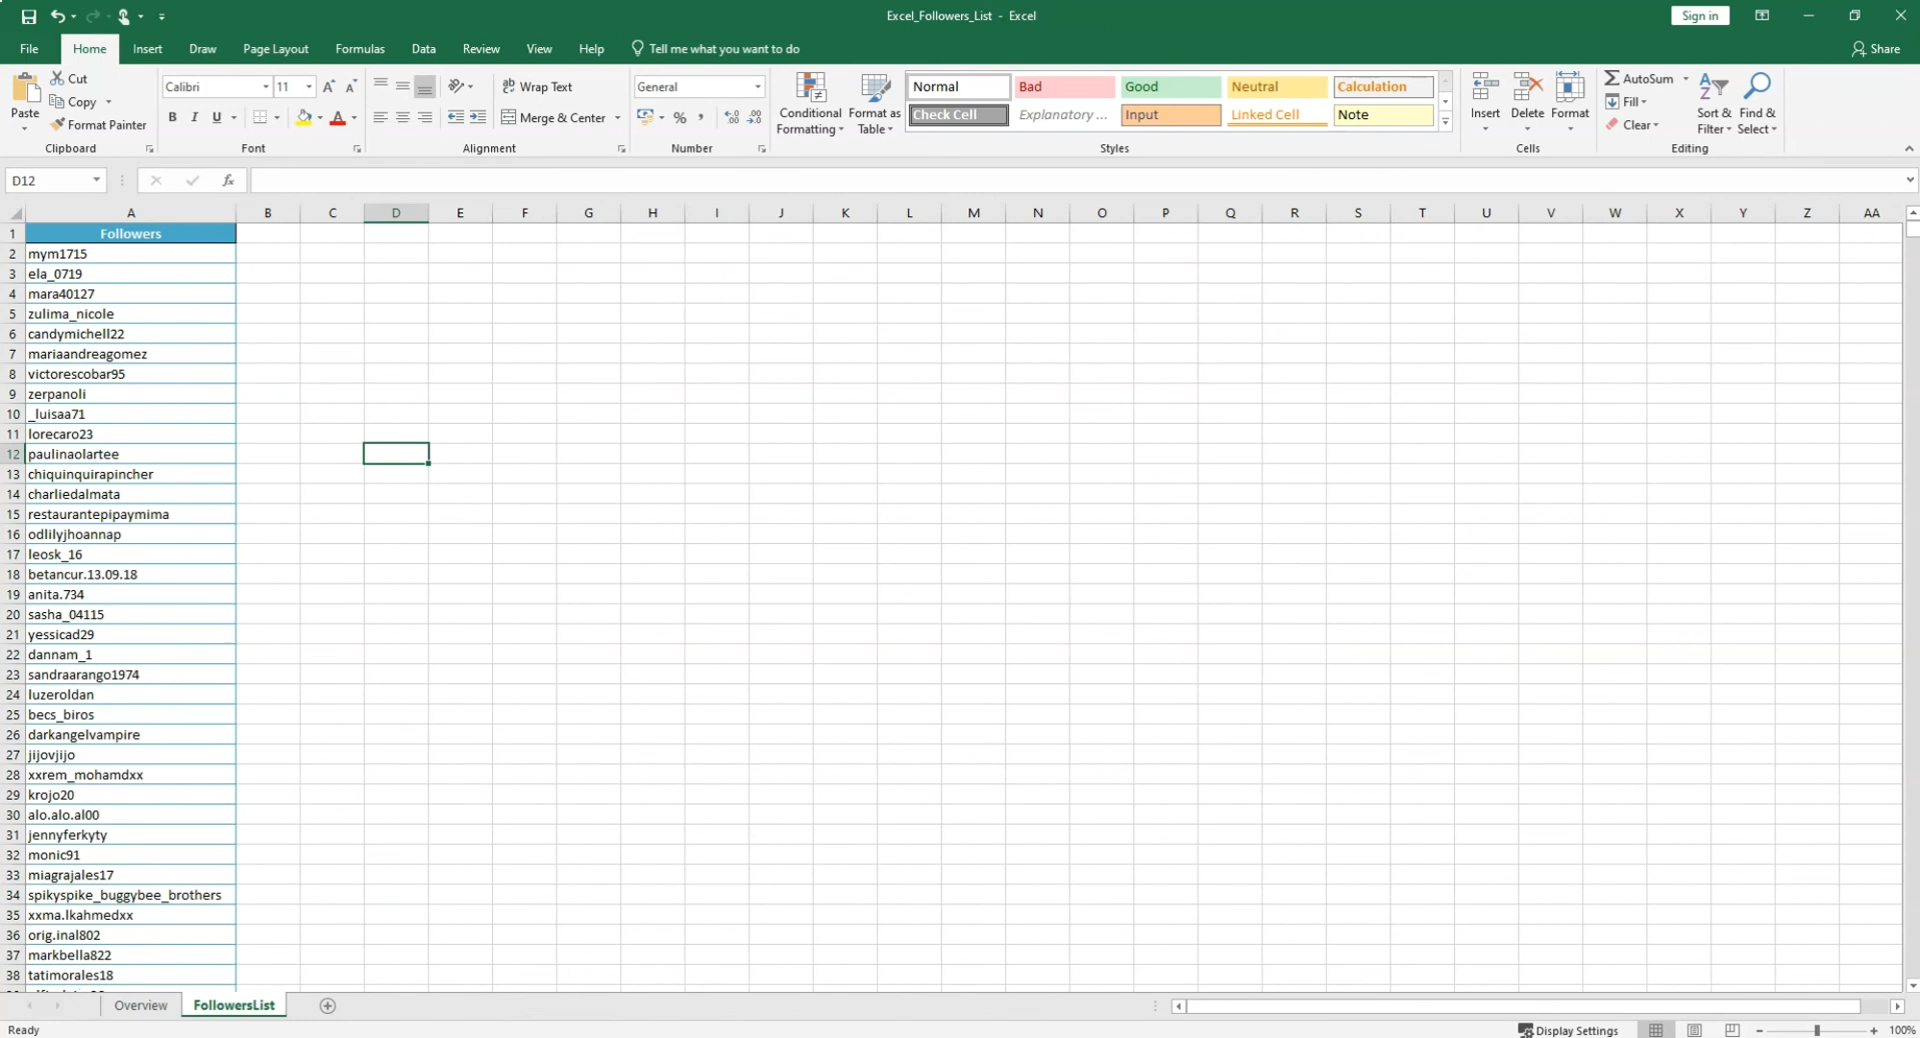 Excel_Followers_List - Excel
Sign in
File Home Insert Draw Page Layout Formulas Data Review View Help Tell me what you want to do Share
Paste
Cut
Copy
Format Painter
Clipboard
Calibri 11
B I U
Font
Wrap Text
Merge & Center
Alignment
General
Number
Conditional Formatting
Format as Table
Normal Bad Good Neutral Calculation
Check Cell Explanatory ... Input Linked Cell Note
Styles
Insert Delete Format
Cells
AutoSum
Fill
Clear
Sort & Filter
Find & Select
Editing
D12 fx
A B C D E F G H I J K L M N O P Q R S T U V W X Y Z AA
1 Followers
2 mym1715
3 ela_0719
4 mara40127
5 zulima_nicole
6 candymichell22
7 mariaandreagomez
8 victorescobar95
9 zerpanoli
10 _luisaa71
11 lorecaro23
12 paulinaolartee
13 chiquinquirapincher
14 charliedalmata
15 restaurantepipaymima
16 odlilyjhoannap
17 leosk_16
18 betancur.13.09.18
19 anita.734
20 sasha_04115
21 yessicad29
22 dannam_1
23 sandraarango1974
24 luzeroldan
25 becs_biros
26 darkangelvampire
27 jijovjijo
28 xxrem_mohamdxx
29 krojo20
30 alo.alo.al00
31 jennyferkyty
32 monic91
33 miagrajales17
34 spikyspike_buggybee_brothers
35 xxma.lkahmedxx
36 orig.inal802
37 markbella822
38 tatimorales18
Overview FollowersList
Ready Display Settings 100%